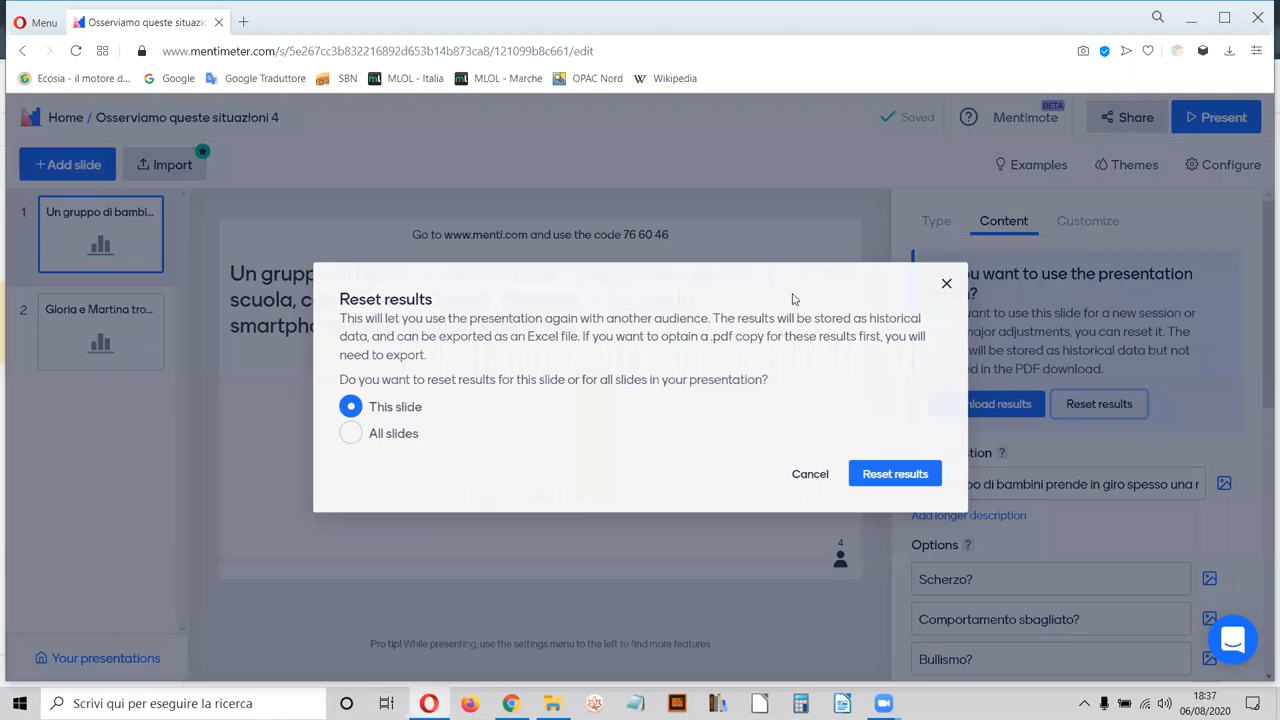 Menu
Osserviamo queste situazi
www.mentimeter.com/s/5e267cc3b832216892d653b14b873ca8/121099b8c661/edit
Ecosia - il motore d...
Google
Google Traduttore
SBN
MLOL - Italia
MLOL - Marche
OPAC Nord
Wikipedia
Home / Osserviamo queste situazioni 4
Saved
Mentimote
BETA
Share
Present
+ Add slide
Import
Examples
Themes
Configure
1
Un gruppo di bambi...
2
Gloria e Martina tro...
Your presentations
Go to www.menti.com and use the code 76 60 46
Un grupp
scuola, c
smartph
4
Pro tip! While presenting, use the settings menu to the left to find more features
Reset results
This will let you use the presentation again with another audience. The results will be stored as historical
data, and can be exported as an Excel file. If you want to optain a .pdf copy for these results first, you will
need to export.
Do you want to reset results for this slide or for all slides in your presentation?
This slide
All slides
Cancel
Reset results
Type
Content
Customize
you want to use the presentation
n?
want to use this slide for a new session or
major adjustments, you can reset it. The
will be stored as historical data but not
d in the PDF download.
load results
Reset results
stion ?
po di bambini prende in giro spesso una r
Add longer description
Options ?
Scherzo?
Comportamento sbagliato?
Bullismo?
Scrivi qui per eseguire la ricerca
18:37
06/08/2020